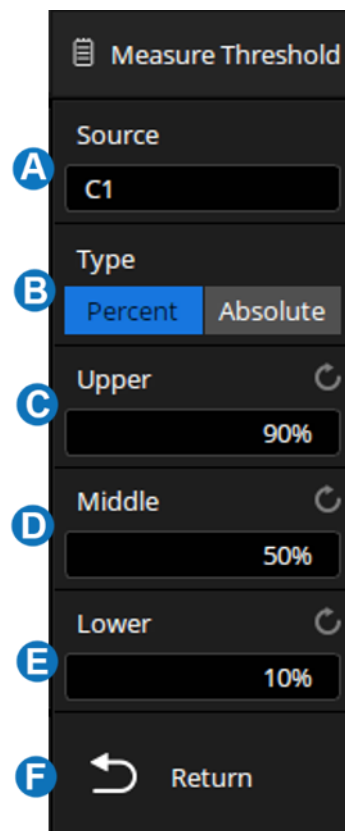 Measure Threshold
Source
A
C1
Type
B
Percent Absolute
Upper
C
90%
Middle
D
50%
Lower
E
10%
F
Return